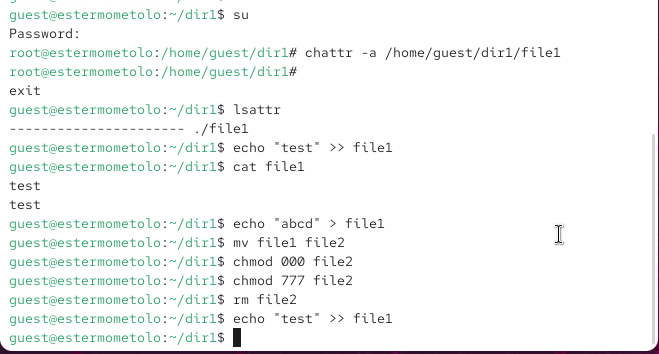 guest@estermometolo:~/dir1$ su
Password:
root@estermometolo:/home/guest/dir1# chattr -a /home/guest/dir1/file1
root@estermometolo:/home/guest/dir1#
exit
guest@estermometolo:~/dir1$ lsattr
---------------------- ./file1
guest@estermometolo:~/dir1$ echo "test" >> file1
guest@estermometolo:~/dir1$ cat file1
test
test
guest@estermometolo:~/dir1$ echo "abcd" > file1
guest@estermometolo:~/dir1$ mv file1 file2
guest@estermometolo:~/dir1$ chmod 000 file2
guest@estermometolo:~/dir1$ chmod 777 file2
guest@estermometolo:~/dir1$ rm file2
guest@estermometolo:~/dir1$ echo "test" >> file1
guest@estermometolo:~/dir1$